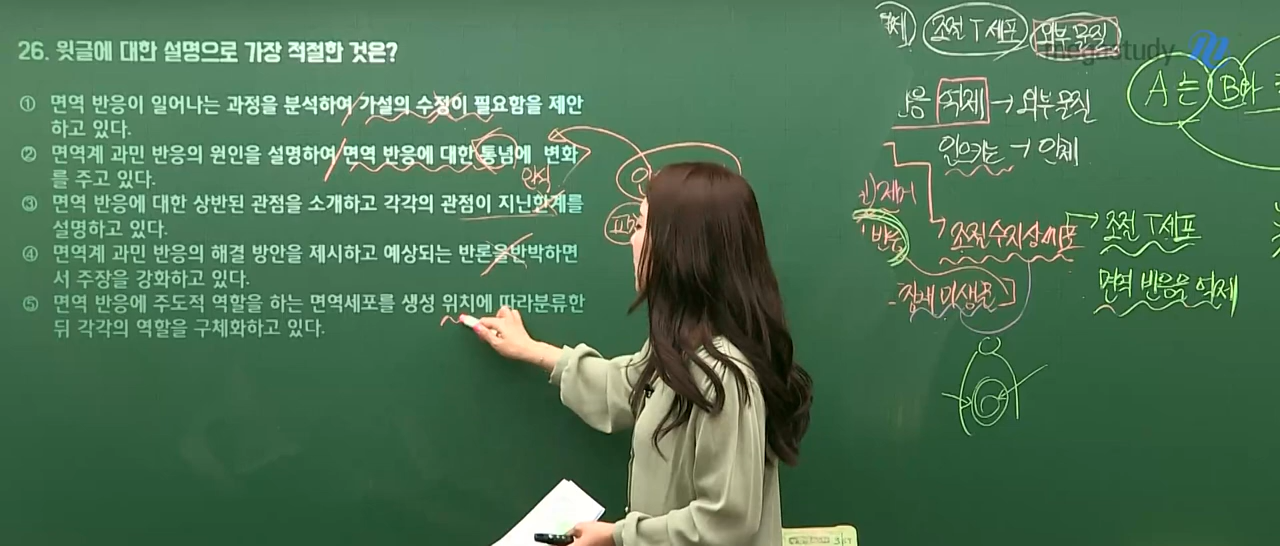 26. 윗글에 대한 설명으로 가장 적절한 것은?
① 면역 반응이 일어나는 과정을 분석하여 가설의 수정이 필요함을 제안
하고 있다.
② 면역계 과민 반응의 원인을 설명하여 면역 반응에 대한 통념에 변화
를 주고 있다.
인식
③ 면역 반응에 대한 상반된 관점을 소개하고 각각의 관점이 지닌 한계를
설명하고 있다.
④ 면역계 과민 반응의 해결 방안을 제시하고 예상되는 반론을 반박하면
서 주장을 강화하고 있다.
⑤ 면역 반응에 주도적 역할을 하는 면역세포를 생성 위치에 따라 분류한
뒤 각각의 역할을 구체화하고 있다.
조절 T세포 외부 물질
megastudy
A는 B와
억제 → 외부 물질
일으키는 → 인체
제거
조절 T세포
면역 반응을 억제